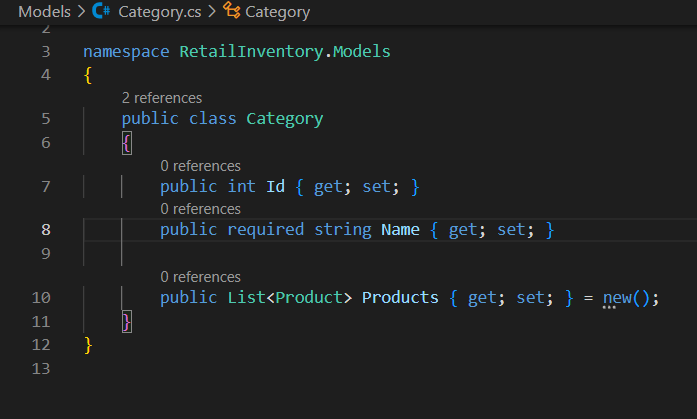 Models > Category.cs > Category
2
3 namespace RetailInventory.Models
4 {
2 references
5 public class Category
6 {
0 references
7 public int Id { get; set; }
0 references
8 public required string Name { get; set; }
9
0 references
10 public List<Product> Products { get; set; } = new();
11 }
12 }
13